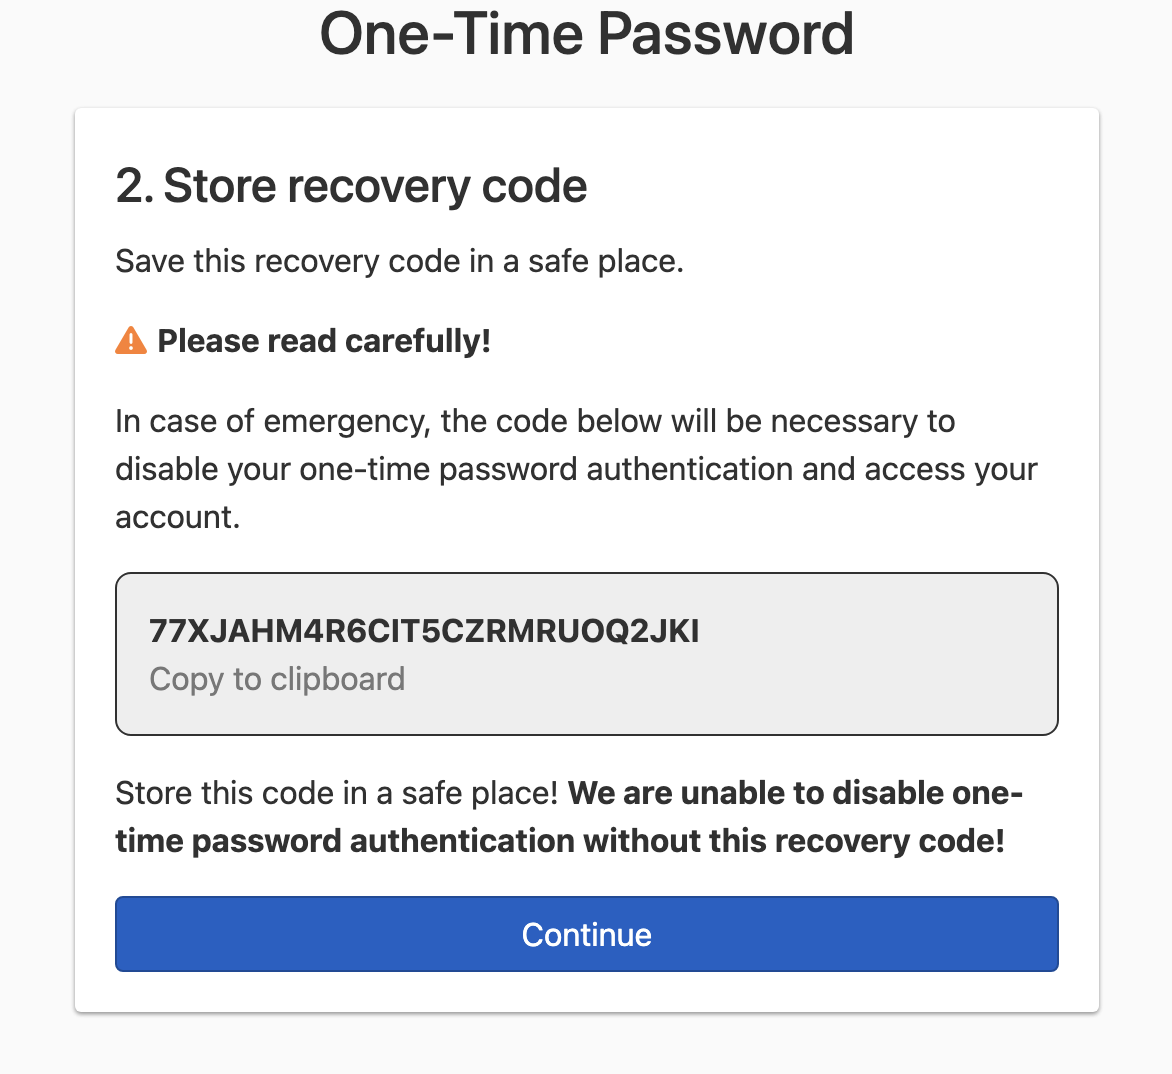 One-Time Password
2. Store recovery code
Save this recovery code in a safe place.
Please read carefully!
In case of emergency, the code below will be necessary to
disable your one-time password authentication and access your
account.
77XJAHM4R6CIT5CZRMRUOQ2JKI
Copy to clipboard
Store this code in a safe place! We are unable to disable one-
time password authentication without this recovery code!
Continue